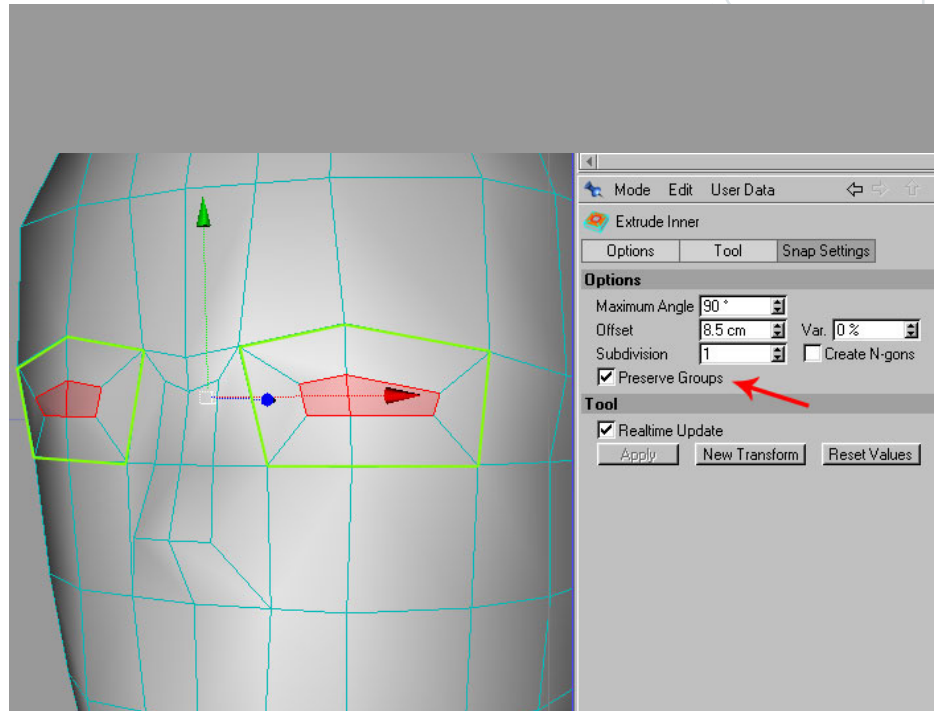 Mode Edit User Data
Extrude Inner
Options Tool Snap Settings
Options
Maximum Angle 90 °
Offset 8.5 cm Var. 0 %
Subdivision 1 Create N-gons
Preserve Groups
Tool
Realtime Update
Apply New Transform Reset Values